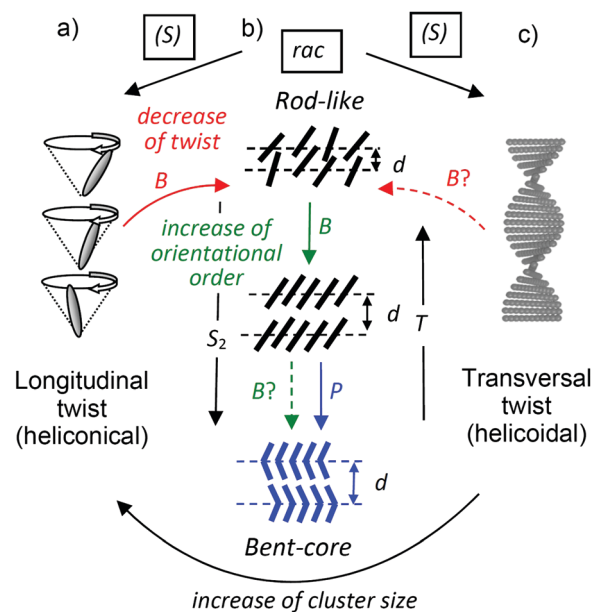 a)
(S)
b)
rac
(S)
c)
Rod-like
decrease
of twist
d
B
B?
increase of
orientational
order
B
d
S₂
T
B?
P
Longitudinal
twist
(heliconical)
Transversal
twist
(helicoidal)
d
Bent-core
increase of cluster size